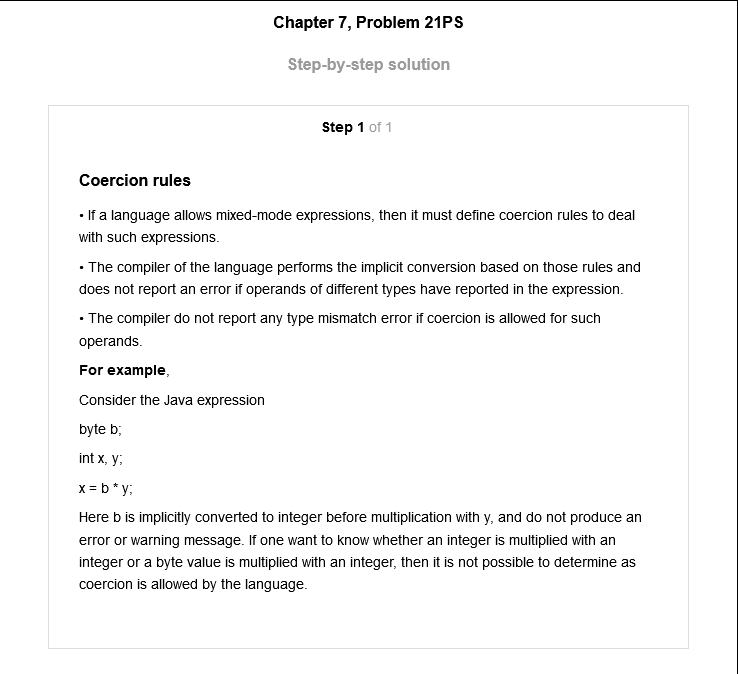 Chapter 7, Problem 21PS
Step-by-step solution
Step 1 of 1
Coercion rules
• If a language allows mixed-mode expressions, then it must define coercion rules to deal
with such expressions.
• The compiler of the language performs the implicit conversion based on those rules and
does not report an error if operands of different types have reported in the expression.
• The compiler do not report any type mismatch error if coercion is allowed for such
operands.
For example,
Consider the Java expression
byte b;
int x, y;
x = b * y;
Here b is implicitly converted to integer before multiplication with y, and do not produce an
error or warning message. If one want to know whether an integer is multiplied with an
integer or a byte value is multiplied with an integer, then it is not possible to determine as
coercion is allowed by the language.